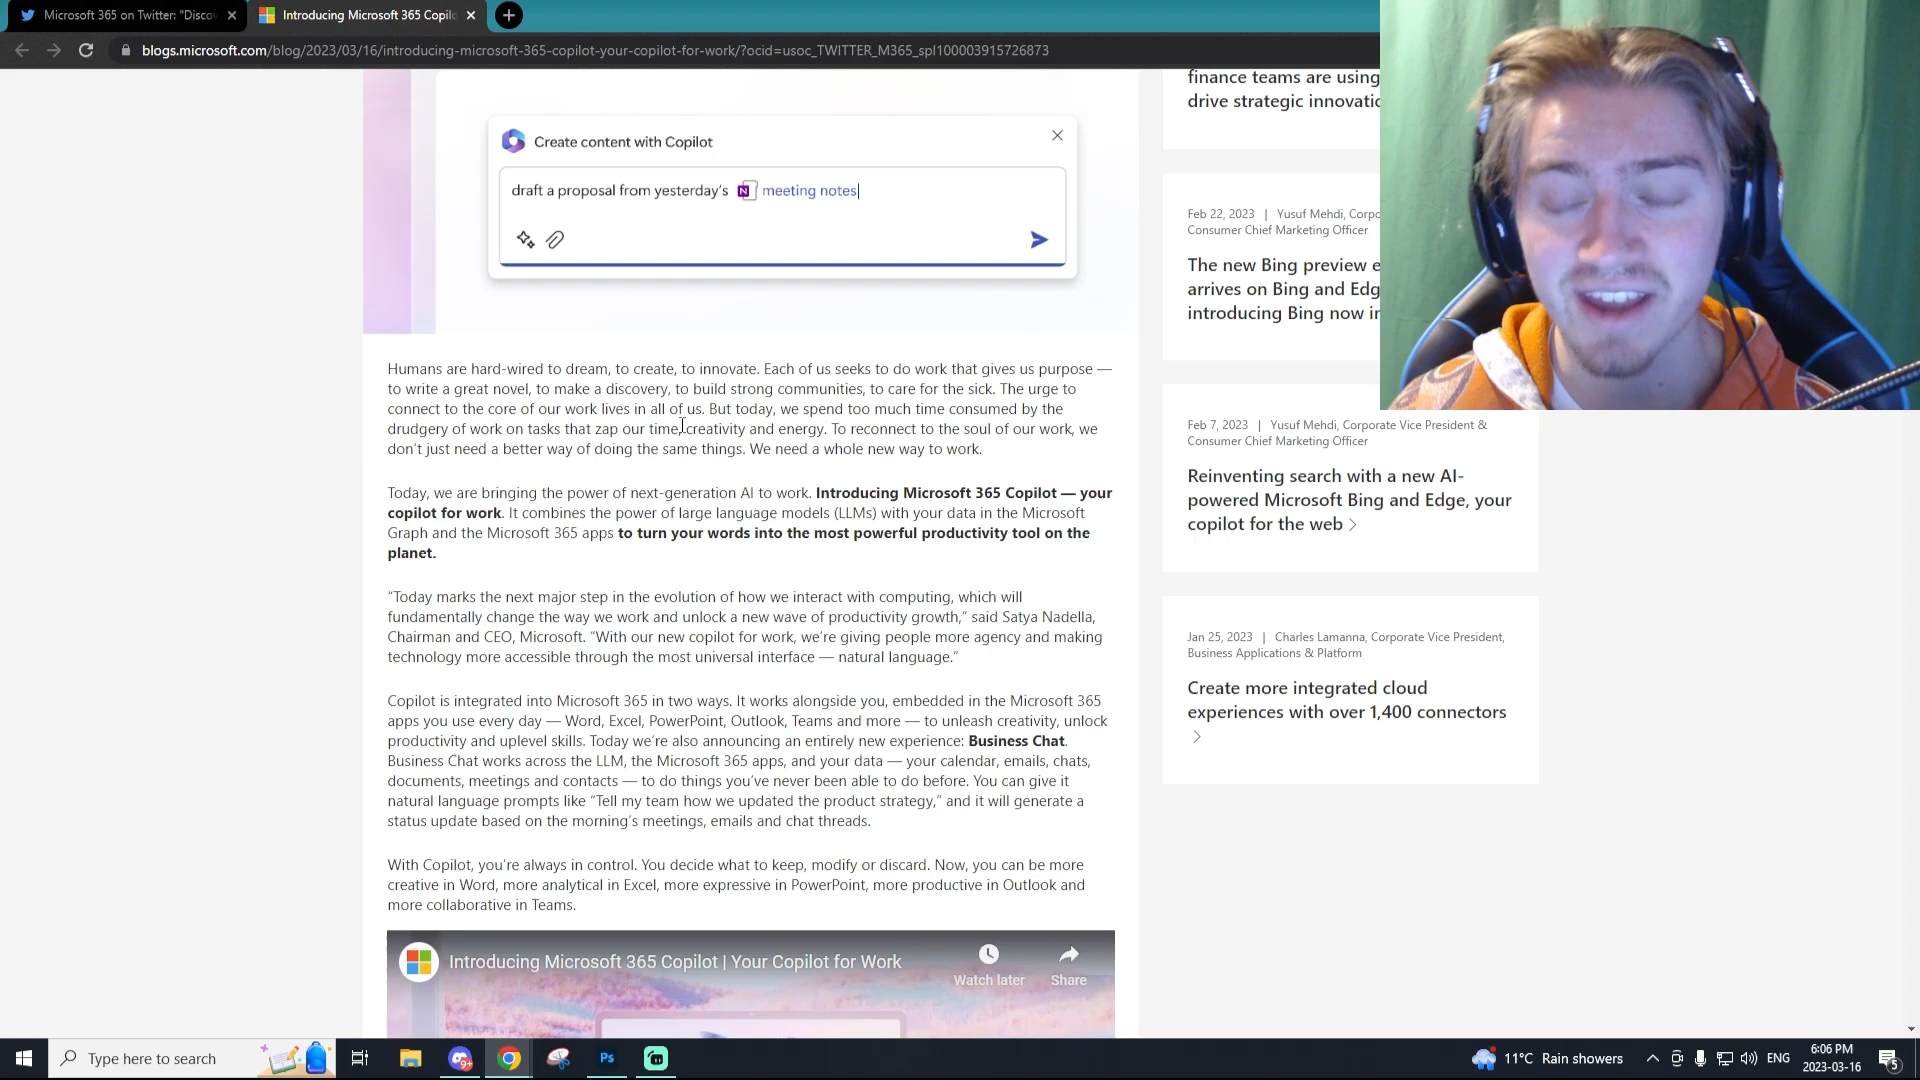 Microsoft 365 on Twitter: "Disco
Introducing Microsoft 365 Copilo
blogs.microsoft.com/blog/2023/03/16/introducing-microsoft-365-copilot-your-copilot-for-work/?ocid=usoc_TWITTER_M365_spl100003915726873
Create content with Copilot
draft a proposal from yesterday's N meeting notes
Humans are hard-wired to dream, to create, to innovate. Each of us seeks to do work that gives us purpose —
to write a great novel, to make a discovery, to build strong communities, to care for the sick. The urge to
connect to the core of our work lives in all of us. But today, we spend too much time consumed by the
drudgery of work on tasks that zap our time, creativity and energy. To reconnect to the soul of our work, we
don't just need a better way of doing the same things. We need a whole new way to work.
Today, we are bringing the power of next-generation AI to work. Introducing Microsoft 365 Copilot — your
copilot for work. It combines the power of large language models (LLMs) with your data in the Microsoft
Graph and the Microsoft 365 apps to turn your words into the most powerful productivity tool on the
planet.
"Today marks the next major step in the evolution of how we interact with computing, which will
fundamentally change the way we work and unlock a new wave of productivity growth," said Satya Nadella,
Chairman and CEO, Microsoft. "With our new copilot for work, we're giving people more agency and making
technology more accessible through the most universal interface — natural language."
Copilot is integrated into Microsoft 365 in two ways. It works alongside you, embedded in the Microsoft 365
apps you use every day — Word, Excel, PowerPoint, Outlook, Teams and more — to unleash creativity, unlock
productivity and uplevel skills. Today we're also announcing an entirely new experience: Business Chat.
Business Chat works across the LLM, the Microsoft 365 apps, and your data — your calendar, emails, chats,
documents, meetings and contacts — to do things you've never been able to do before. You can give it
natural language prompts like "Tell my team how we updated the product strategy," and it will generate a
status update based on the morning's meetings, emails and chat threads.
With Copilot, you're always in control. You decide what to keep, modify or discard. Now, you can be more
creative in Word, more analytical in Excel, more expressive in PowerPoint, more productive in Outlook and
more collaborative in Teams.
Introducing Microsoft 365 Copilot | Your Copilot for Work
Watch later
Share
finance teams are using
drive strategic innovatio
Feb 22, 2023 | Yusuf Mehdi, Corpo
Consumer Chief Marketing Officer
The new Bing preview e
arrives on Bing and Edg
introducing Bing now in
Feb 7, 2023 | Yusuf Mehdi, Corporate Vice President &
Consumer Chief Marketing Officer
Reinventing search with a new AI-
powered Microsoft Bing and Edge, your
copilot for the web >
Jan 25, 2023 | Charles Lamanna, Corporate Vice President,
Business Applications & Platform
Create more integrated cloud
experiences with over 1,400 connectors
>
Type here to search
9+
Ps
11°C Rain showers
ENG
6:06 PM
2023-03-16
5